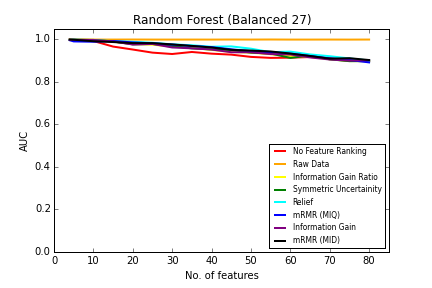 Random Forest (Balanced 27)
1.0
0.8
0.6
0.4
0.2
0.0
AUC
0 10 20 30 40 50 60 70 80
No. of features
No Feature Ranking
Raw Data
Information Gain Ratio
Symmetric Uncertainity
Relief
mRMR (MIQ)
Information Gain
mRMR (MID)